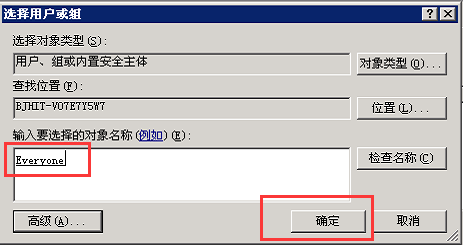 选择用户或组
选择对象类型(S):
用户、组或内置安全主体
对象类型(O)...
查找位置(F):
BJHIT-VO7E7Y5W7
位置(L)...
输入要选择的对象名称(例如)(E):
Everyone
检查名称(C)
高级(A)...
确定
取消